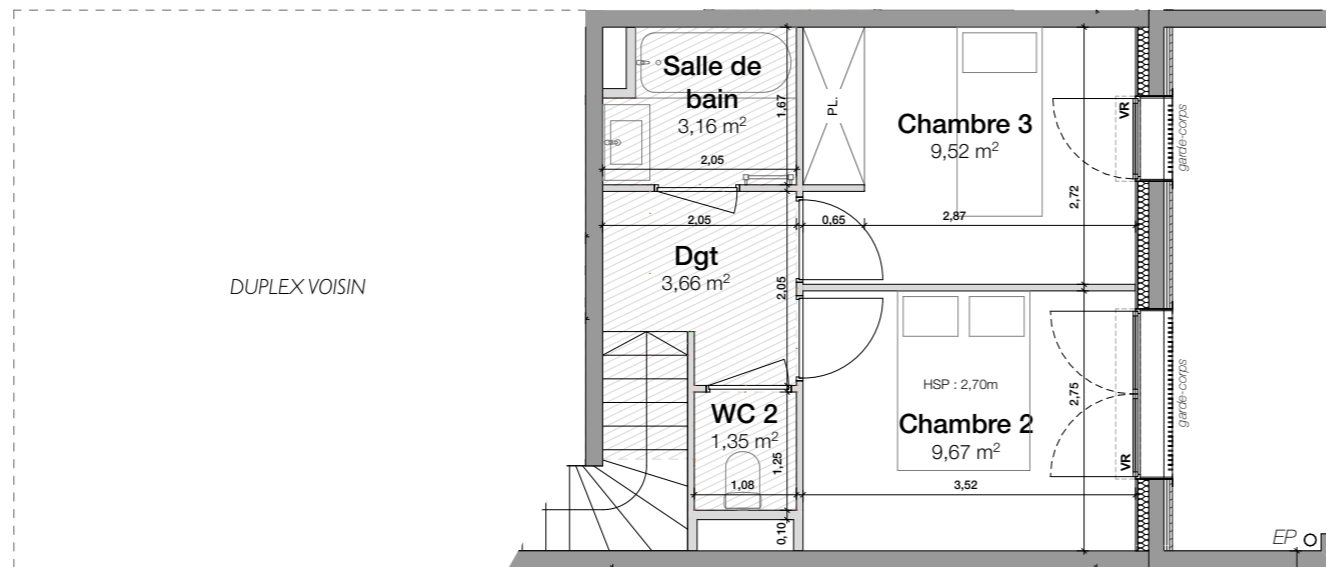 DUPLEX VOISIN
Salle de
bain
3,16 m²
1,67
2,05
PL.
Chambre 3
9,52 m²
VR
garde-corps
2,72
2,05
0,65
2,87
Dgt
3,66 m²
2,05
HSP : 2,70m
Chambre 2
9,67 m²
2,75
VR
garde-corps
WC 2
1,35 m²
1,25
1,08
3,52
0,10
EP